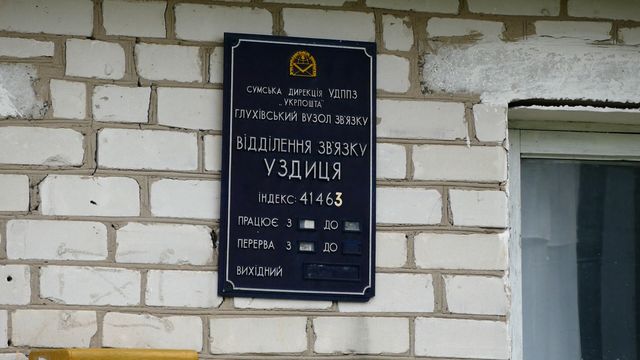 СУМСЬКА ДИРЕКЦІЯ УДППЗ
„УКРПОШТА"
ГЛУХІВСЬКИЙ ВУЗОЛ ЗВ'ЯЗКУ
ВІДДІЛЕННЯ ЗВ'ЯЗКУ
УЗДИЦЯ
ІНДЕКС: 41463
ПРАЦЮЄ З ДО
ПЕРЕРВА З ДО
ВИХІДНИЙ